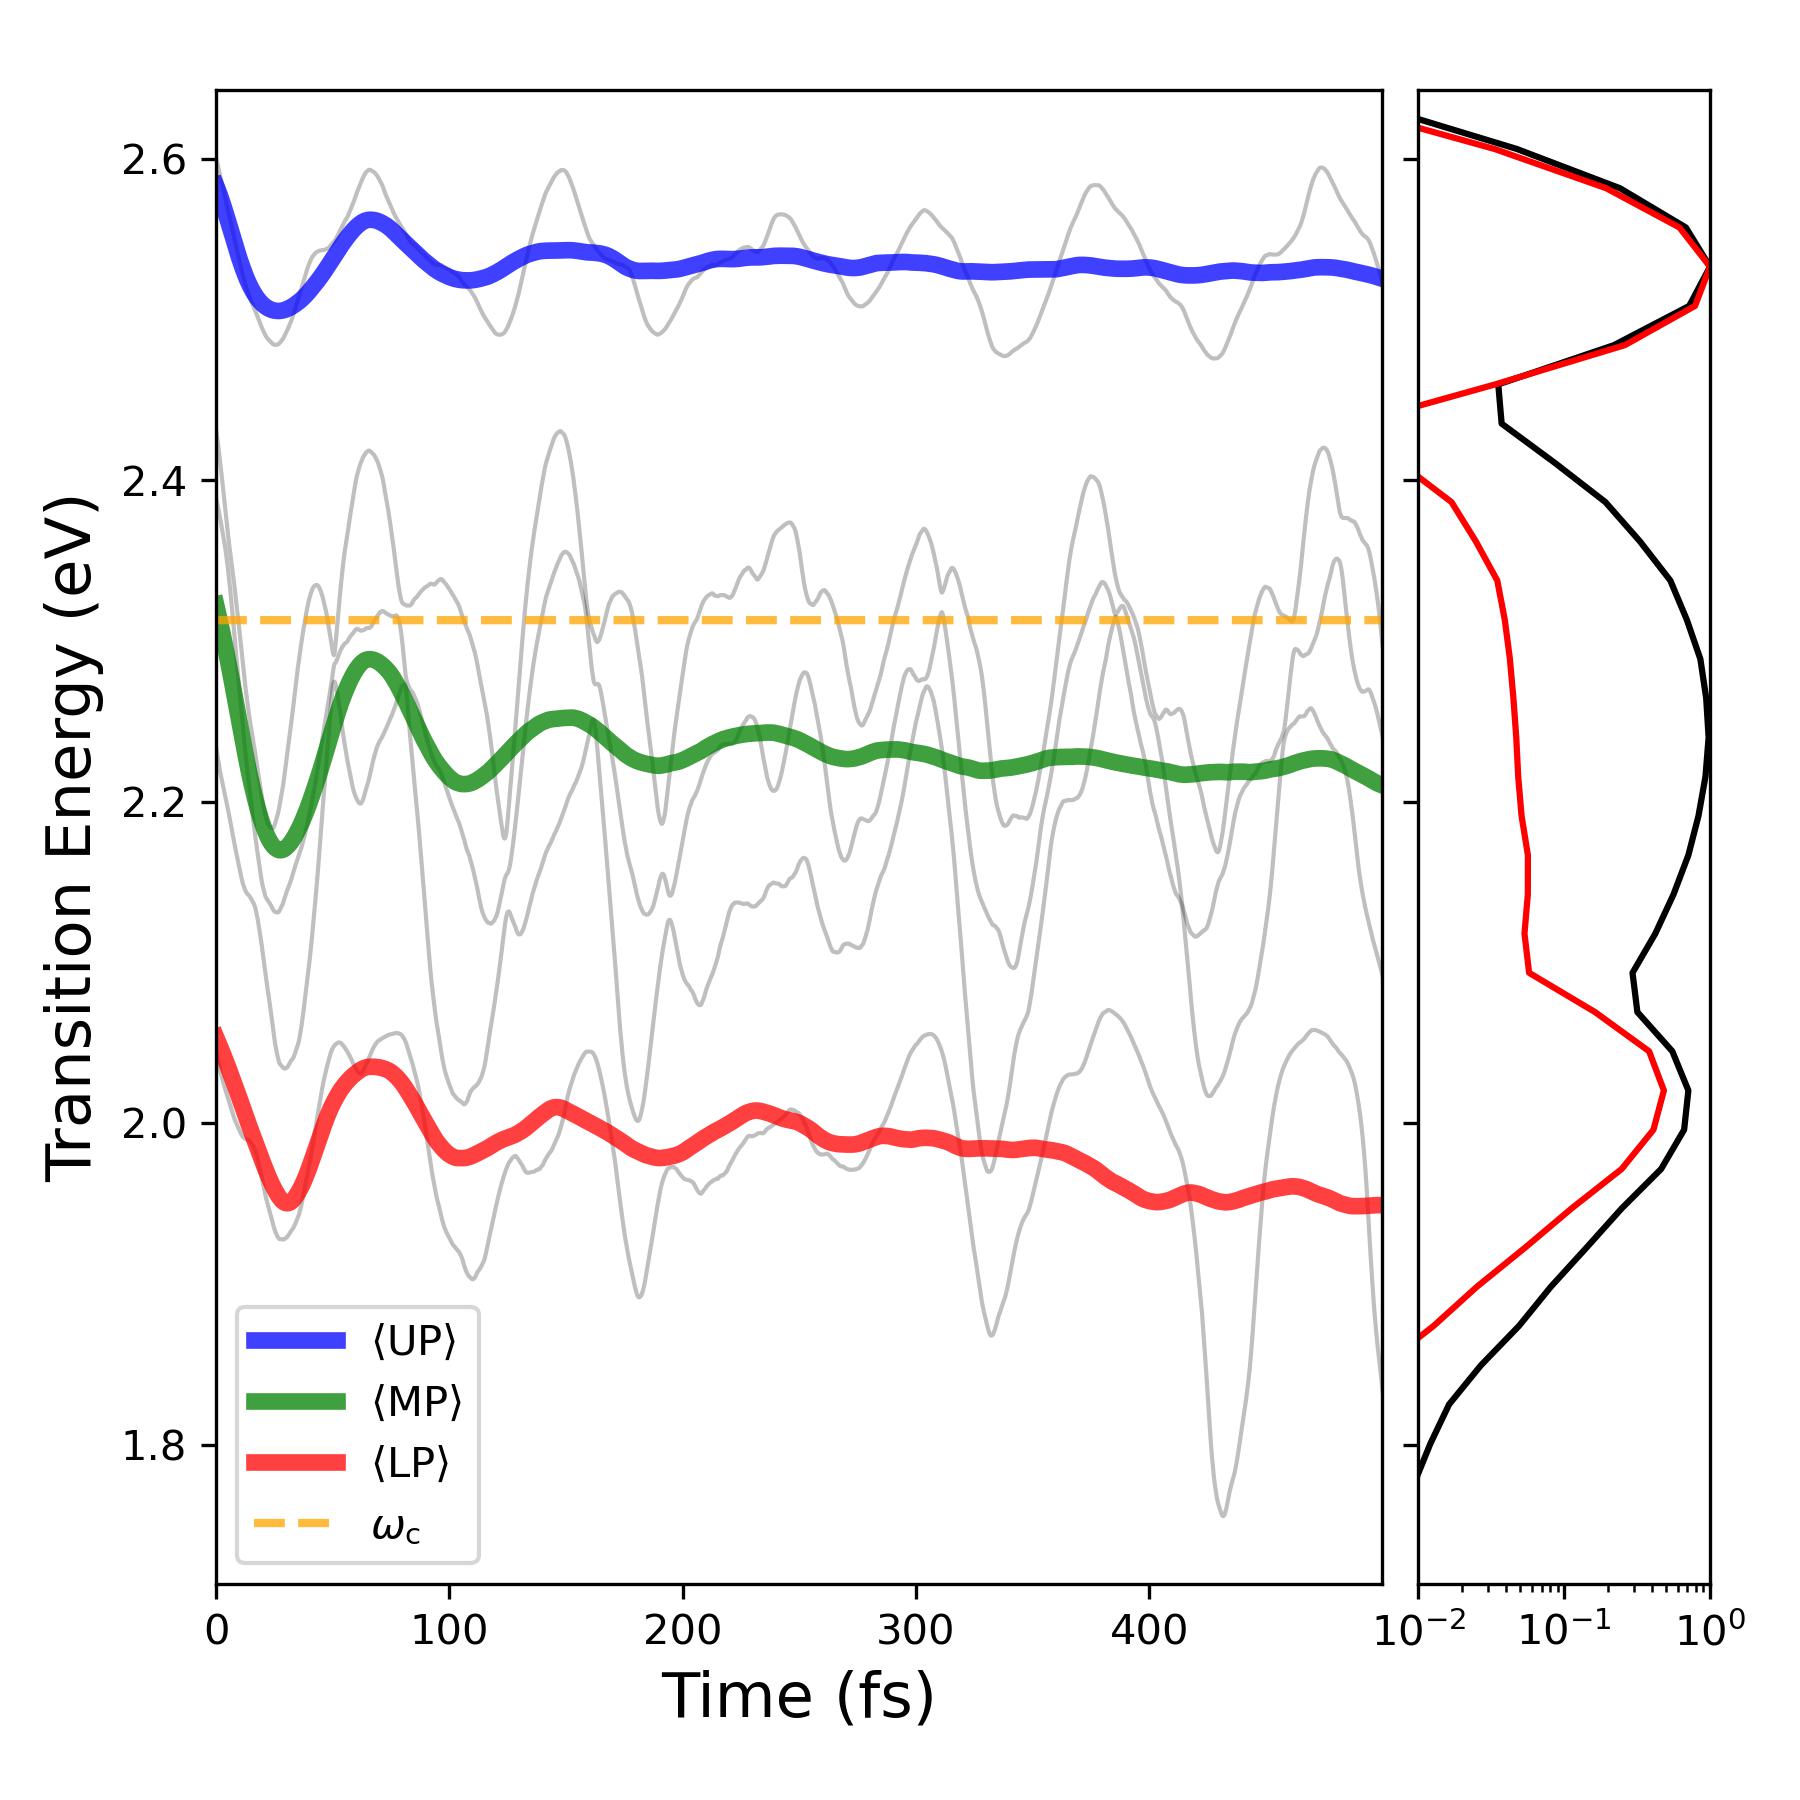 Transition Energy (eV)
2.6
2.4
2.2
2.0
1.8
⟨UP⟩
⟨MP⟩
⟨LP⟩
ω_c
0 100 200 300 400
10⁻² 10⁻¹ 10⁰
Time (fs)